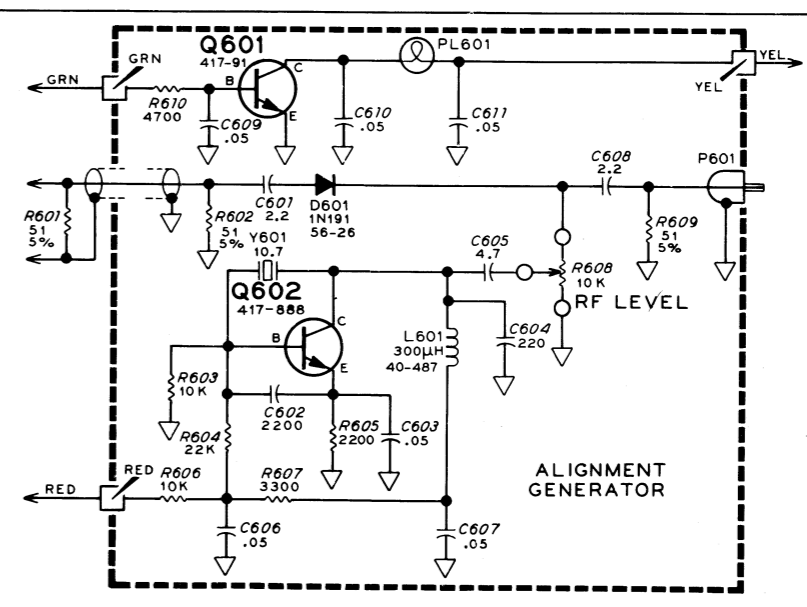 Q601
417-91
PL601
GRN
GRN
R610
4700
B
C
E
C609
.05
C610
.05
C611
.05
YEL
YEL
R601
51
5%
R602
51
5%
C601
2.2
D601
1N191
56-26
C608
2.2
P601
R609
51
5%
Y601
10.7
Q602
417-888
C605
4.7
R608
10K
RF LEVEL
B
C
E
L601
300µH
40-487
C604
220
R603
10K
C602
2200
R605
2200
C603
.05
R604
22K
RED
RED
R606
10K
R607
3300
C606
.05
C607
.05
ALIGNMENT
GENERATOR